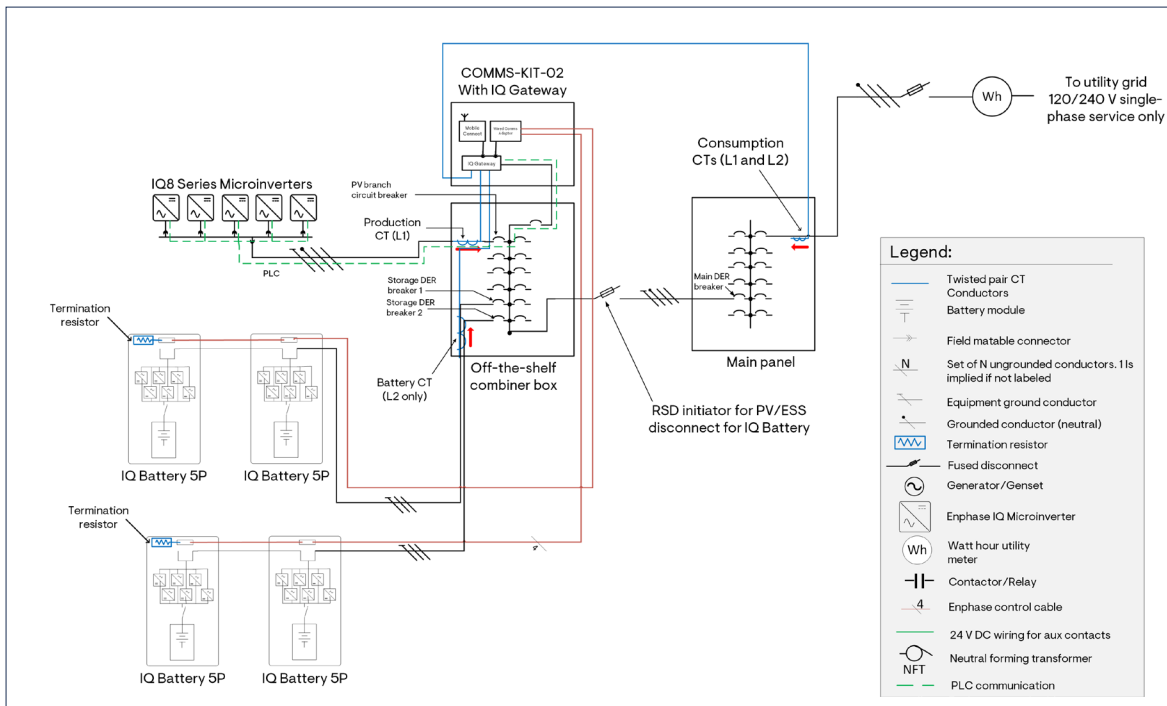 COMMS-KIT-02
With IQ Gateway
Mobile
Connect
Wired Comms
adapter
IQ Gateway
To utility grid
120/240 V single-
phase service only
Wh
Consumption
CTs (L1 and L2)
IQ8 Series Microinverters
PV branch
circuit breaker
Production
CT (L1)
PLC
Storage DER
breaker 1
Storage DER
breaker 2
Main DER
breaker
Termination
resistor
Battery CT
(L2 only)
Off-the-shelf
combiner box
Main panel
RSD initiator for PV/ESS
disconnect for IQ Battery
IQ Battery 5P
IQ Battery 5P
Termination
resistor
4
IQ Battery 5P
IQ Battery 5P
Legend:
Twisted pair CT
Conductors
Battery module
Field matable connector
N
Set of N ungrounded conductors. 1 Is
implied if not labeled
Equipment ground conductor
Grounded conductor (neutral)
Termination resistor
Fused disconnect
Generator/Genset
Enphase IQ Microinverter
Wh
Watt hour utility
meter
Contactor/Relay
4
Enphase control cable
24 V DC wiring for aux contacts
NFT
Neutral forming transformer
PLC communication